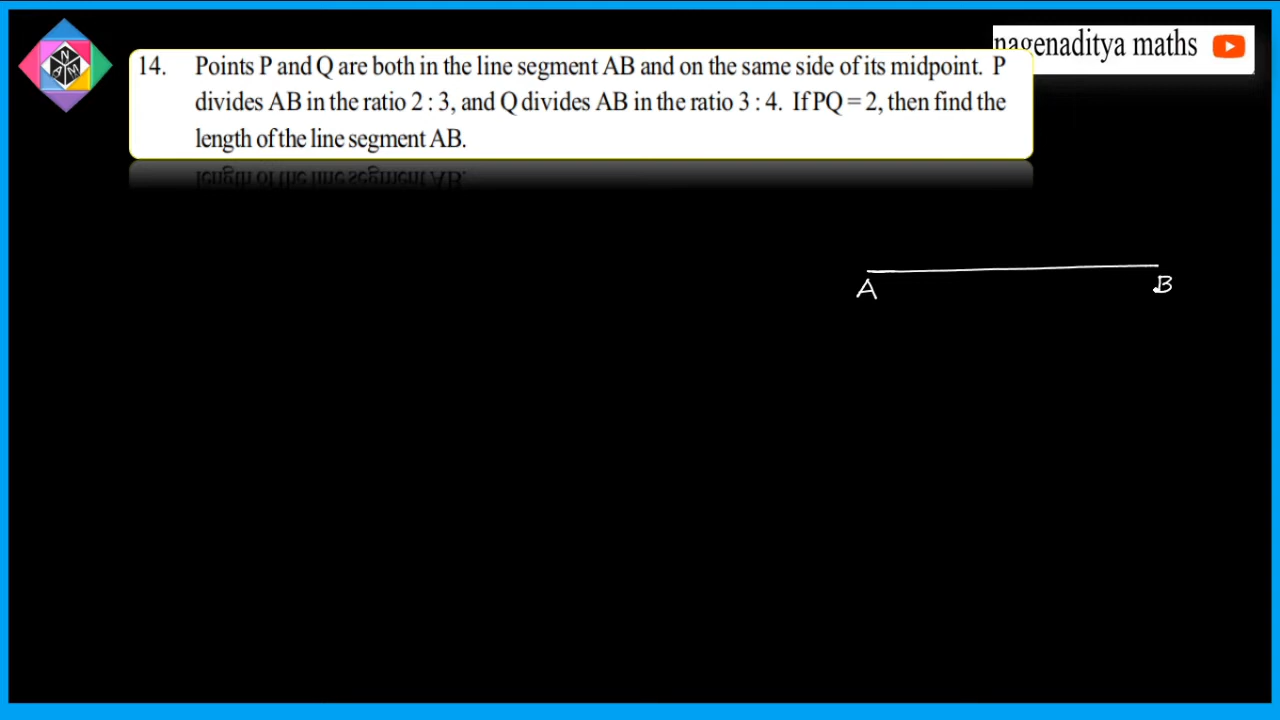 nagenaditya maths
14. Points P and Q are both in the line segment AB and on the same side of its midpoint. P
divides AB in the ratio 2 : 3, and Q divides AB in the ratio 3 : 4. If PQ = 2, then find the
length of the line segment AB.
A B
N
A M